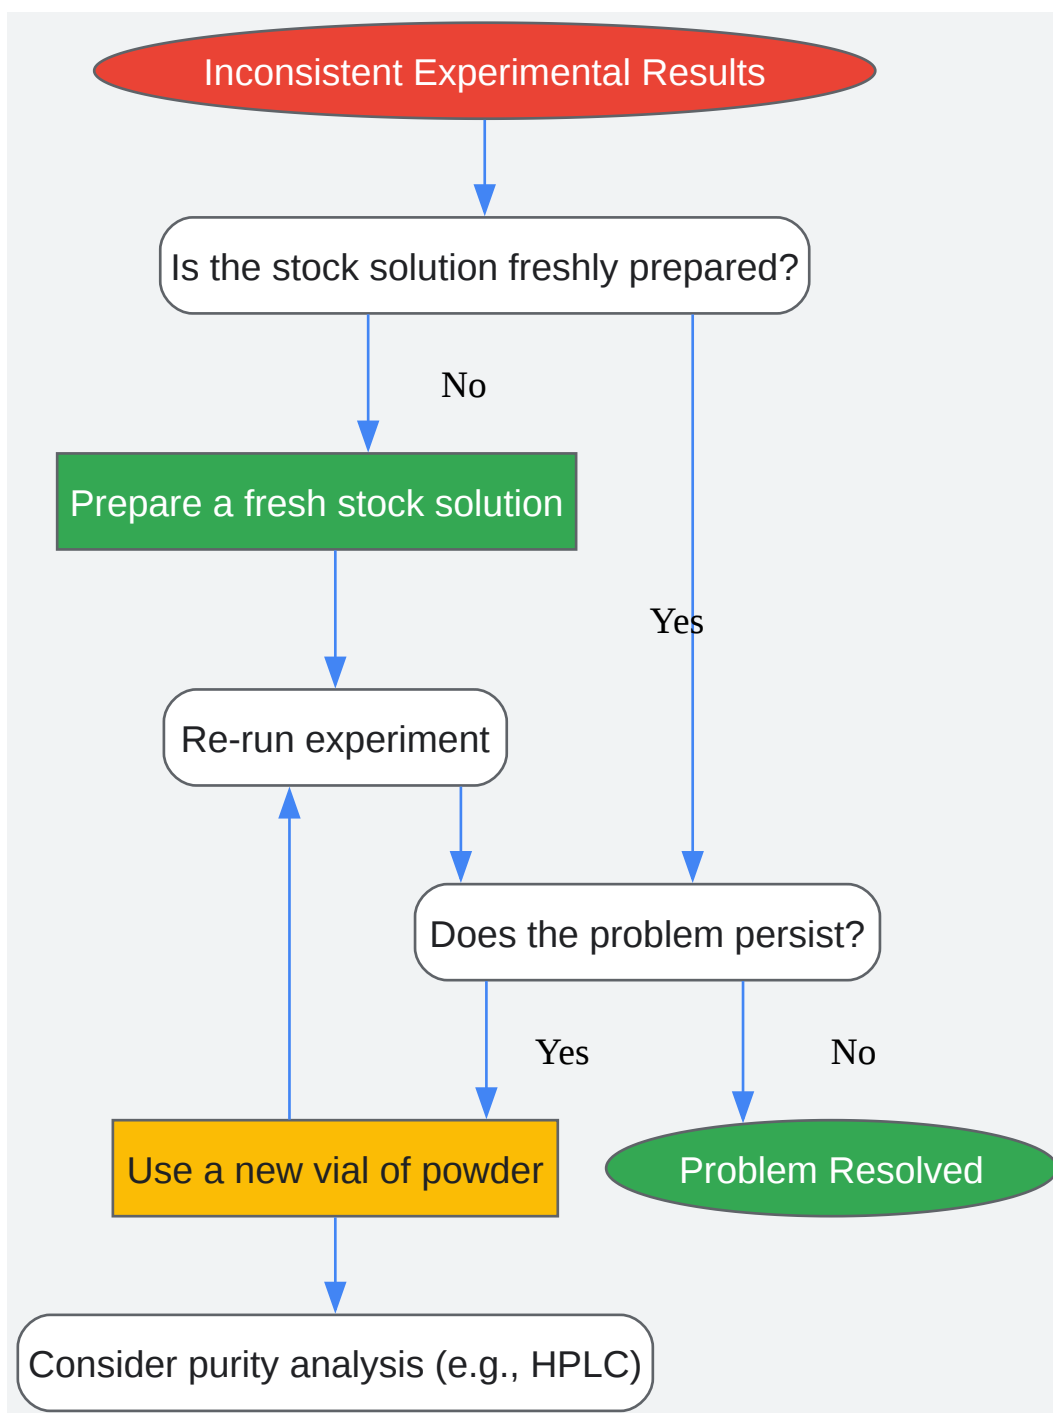 Inconsistent Experimental Results
Is the stock solution freshly prepared?
No
Prepare a fresh stock solution
Yes
Re-run experiment
Does the problem persist?
Yes
No
Use a new vial of powder
Problem Resolved
Consider purity analysis (e.g., HPLC)